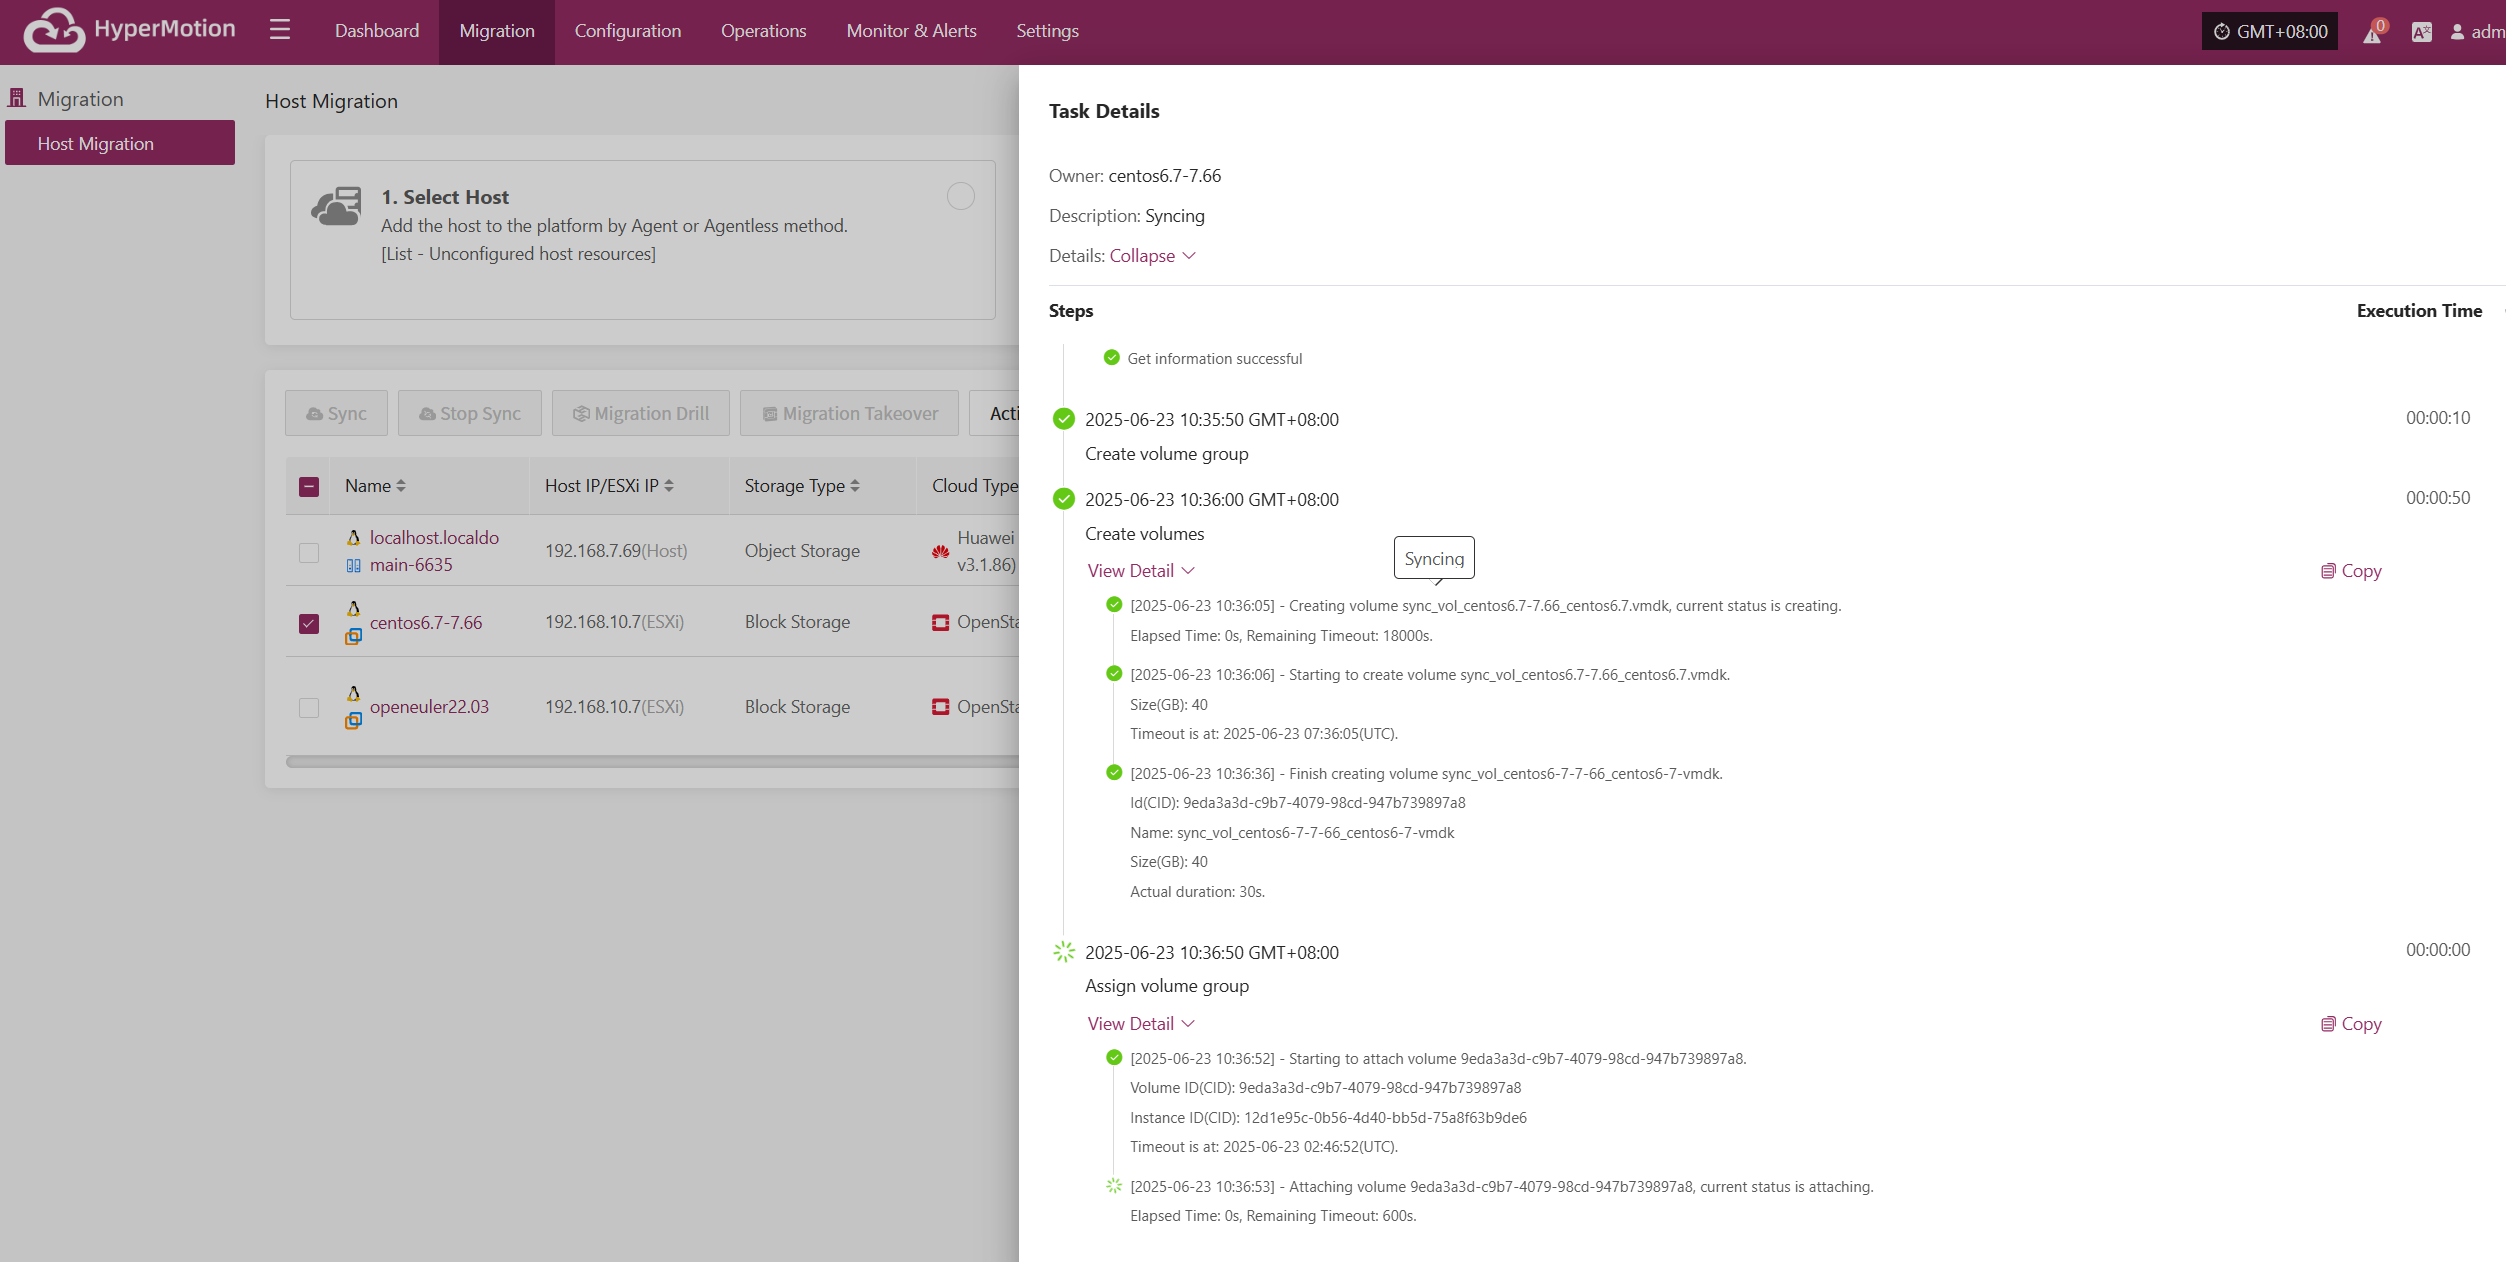 HyperMotion
Dashboard
Migration
Configuration
Operations
Monitor & Alerts
Settings
GMT+08:00
0
adm
Migration
Host Migration
Host Migration
1. Select Host
Add the host to the platform by Agent or Agentless method.
[List - Unconfigured host resources]
Sync
Stop Sync
Migration Drill
Migration Takeover
Acti
Name
Host IP/ESXi IP
Storage Type
Cloud Type
localhost.localdo
main-6635
192.168.7.69(Host)
Object Storage
Huawei
v3.1.86)
centos6.7-7.66
192.168.10.7(ESXi)
Block Storage
OpenSta
openeuler22.03
192.168.10.7(ESXi)
Block Storage
OpenSta
Task Details
Owner: centos6.7-7.66
Description: Syncing
Details: Collapse
Steps
Execution Time
Get information successful
2025-06-23 10:35:50 GMT+08:00
00:00:10
Create volume group
2025-06-23 10:36:00 GMT+08:00
00:00:50
Create volumes
Syncing
View Detail
Copy
[2025-06-23 10:36:05] - Creating volume sync_vol_centos6.7-7.66_centos6.7.vmdk, current status is creating.
Elapsed Time: 0s, Remaining Timeout: 18000s.
[2025-06-23 10:36:06] - Starting to create volume sync_vol_centos6.7-7.66_centos6.7.vmdk.
Size(GB): 40
Timeout is at: 2025-06-23 07:36:05(UTC).
[2025-06-23 10:36:36] - Finish creating volume sync_vol_centos6-7-7-66_centos6-7-vmdk.
Id(CID): 9eda3a3d-c9b7-4079-98cd-947b739897a8
Name: sync_vol_centos6-7-7-66_centos6-7-vmdk
Size(GB): 40
Actual duration: 30s.
2025-06-23 10:36:50 GMT+08:00
00:00:00
Assign volume group
View Detail
Copy
[2025-06-23 10:36:52] - Starting to attach volume 9eda3a3d-c9b7-4079-98cd-947b739897a8.
Volume ID(CID): 9eda3a3d-c9b7-4079-98cd-947b739897a8
Instance ID(CID): 12d1e95c-0b56-4d40-bb5d-75a8f63b9de6
Timeout is at: 2025-06-23 02:46:52(UTC).
[2025-06-23 10:36:53] - Attaching volume 9eda3a3d-c9b7-4079-98cd-947b739897a8, current status is attaching.
Elapsed Time: 0s, Remaining Timeout: 600s.